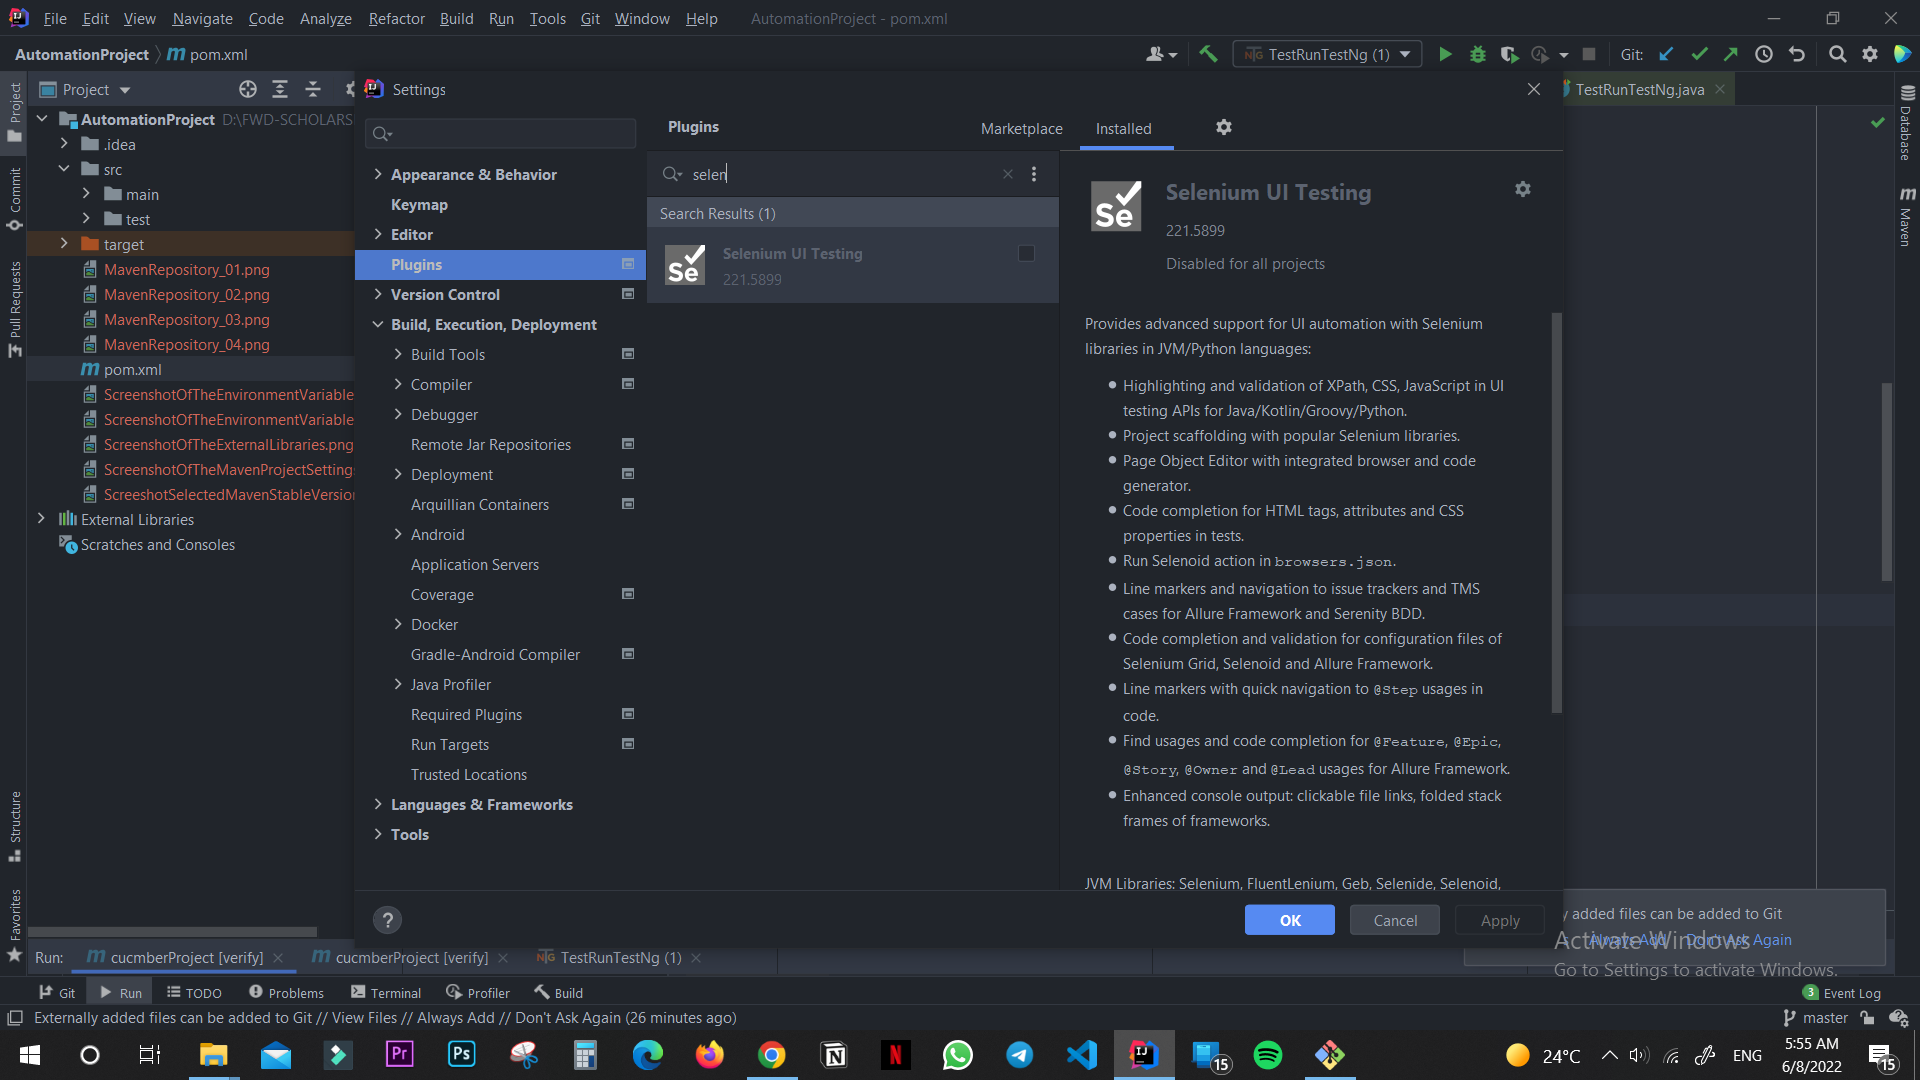 File Edit View Navigate Code Analyze Refactor Build Run Tools Git Window Help AutomationProject - pom.xml
AutomationProject pom.xml TestRunTestNg (1) Git:
Project
Settings
TestRunTestNg.java
AutomationProject D:\FWD-SCHOLARS
.idea
src
main
test
target
MavenRepository_01.png
MavenRepository_02.png
MavenRepository_03.png
MavenRepository_04.png
pom.xml
ScreenshotOfTheEnvironmentVariable
ScreenshotOfTheEnvironmentVariable
ScreenshotOfTheExternalLibraries.png
ScreenshotOfTheMavenProjectSetting
ScreeshotSelectedMavenStableVersion
External Libraries
Scratches and Consoles
Project
Commit
Pull Requests
Structure
Favorites
Appearance & Behavior
Keymap
Editor
Plugins
Version Control
Build, Execution, Deployment
Build Tools
Compiler
Debugger
Remote Jar Repositories
Deployment
Arquillian Containers
Android
Application Servers
Coverage
Docker
Gradle-Android Compiler
Java Profiler
Required Plugins
Run Targets
Trusted Locations
Languages & Frameworks
Tools
Plugins Marketplace Installed
selen
Search Results (1)
Se
Selenium UI Testing
221.5899
Se
Selenium UI Testing
221.5899
Disabled for all projects
Provides advanced support for UI automation with Selenium
libraries in JVM/Python languages:
Highlighting and validation of XPath, CSS, JavaScript in UI
testing APIs for Java/Kotlin/Groovy/Python.
Project scaffolding with popular Selenium libraries.
Page Object Editor with integrated browser and code
generator.
Code completion for HTML tags, attributes and CSS
properties in tests.
Run Selenoid action in browsers.json.
Line markers and navigation to issue trackers and TMS
cases for Allure Framework and Serenity BDD.
Code completion and validation for configuration files of
Selenium Grid, Selenoid and Allure Framework.
Line markers with quick navigation to @Step usages in
code.
Find usages and code completion for @Feature, @Epic,
@Story, @Owner and @Lead usages for Allure Framework.
Enhanced console output: clickable file links, folded stack
frames of frameworks.
JVM Libraries: Selenium, FluentLenium, Geb, Selenide, Selenoid,
? OK Cancel Apply
Database
Maven
y added files can be added to Git
Always Add Don't Ask Again
Activate Windows
Go to Settings to activate Windows.
Run: cucmberProject [verify] cucmberProject [verify] TestRunTestNg (1)
Git Run TODO Problems Terminal Profiler Build 3 Event Log
Externally added files can be added to Git // View Files // Always Add // Don't Ask Again (26 minutes ago) master
Pr Ps N N IJ 15 24°C ENG 5:55 AM
6/8/2022 15